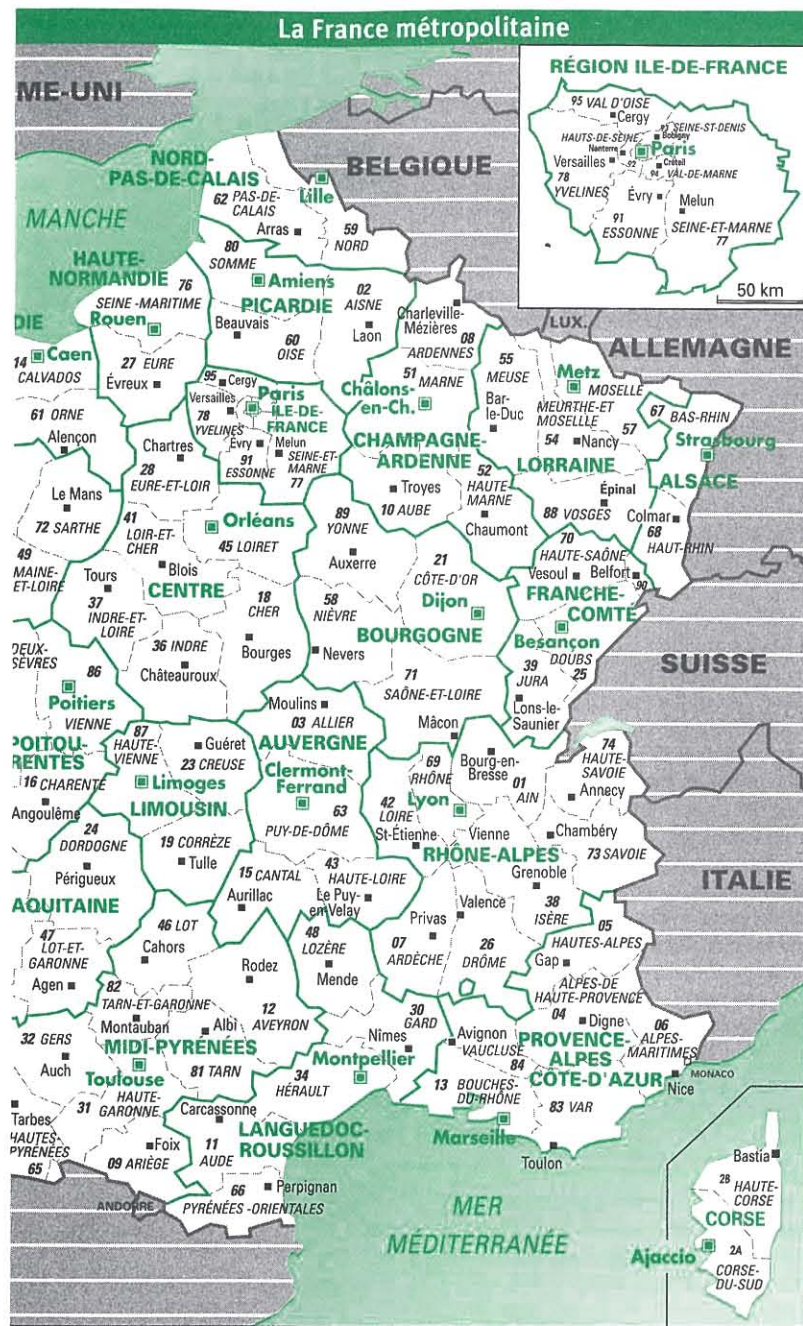 La France métropolitaine
RÉGION ILE-DE-FRANCE
95 VAL D'OISE
Cergy
93 SEINE-ST-DENIS
Bobigny
HAUTS-DE-SEINE
Nanterre
Paris
92
Créteil
94
VAL-DE-MARNE
Versailles
78
YVELINES
Évry
Melun
91
ESSONNE
SEINE-ET-MARNE
77
50 km
ME-UNI
BELGIQUE
NORD-
PAS-DE-CALAIS
Lille
62 PAS-DE-
CALAIS
MANCHE
Arras
59
NORD
HAUTE-
NORMANDIE
80
SOMME
Amiens
76
SEINE -MARITIME
PICARDIE
02
AISNE
Charleville-
Mézières
Rouen
Beauvais
60
OISE
Laon
LUX.
DIE
08
ARDENNES
ALLEMAGNE
Caen
14
CALVADOS
27 EURE
Évreux
51
MARNE
55
MEUSE
Metz
MOSELLE
95
Cergy
Versailles
Paris
ILE-DE-
FRANCE
78
YVELINES
Châlons-
en-Ch.
Bar-
le-Duc
MEURTHE-ET
MOSELLLE
67
BAS-RHIN
61 ORNE
Alençon
Évry
Melun
91
ESSONNE
SEINE-ET-
MARNE
77
CHAMPAGNE-
ARDENNE
54
Nancy
57
Strasbourg
LORRAINE
ALSACE
Chartres
28
EURE-ET-LOIR
52
HAUTE
MARNE
Troyes
10 AUBE
Épinal
Le Mans
72 SARTHE
Chaumont
88 VOSGES
Colmar
68
HAUT-RHIN
41
LOIR-ET-
CHER
Orléans
45 LOIRET
89
YONNE
Auxerre
70
HAUTE-SAÔNE
Vesoul
Belfort
90
49
MAINE-
ET-LOIRE
Blois
21
CÔTE-D'OR
Tours
CENTRE
FRANCHE-
COMTÉ
37
INDRE-ET-
LOIRE
18
CHER
58
NIÈVRE
Dijon
BOURGOGNE
Besançon
DOUBS
25
36 INDRE
Bourges
Nevers
DEUX-
SÈVRES
86
Châteauroux
71
SAÔNE-ET-LOIRE
39
JURA
SUISSE
Poitiers
VIENNE
Moulins
03 ALLIER
Lons-le-
Saunier
Mâcon
POITOU-
RENTES
87
HAUTE-
VIENNE
Guéret
23 CREUSE
AUVERGNE
69
RHÔNE
Bourg-en-
Bresse
74
HAUTE-
SAVOIE
16 CHARENTE
Angoulême
Limoges
LIMOUSIN
Clermont-
Ferrand
01
AIN
Annecy
42
LOIRE
Lyon
63
PUY-DE-DÔME
24
DORDOGNE
Périgueux
19 CORRÈZE
Tulle
St-Étienne
Vienne
Chambéry
RHÔNE-ALPES
73 SAVOIE
15 CANTAL
Aurillac
43
HAUTE-LOIRE
Le Puy-
en-Velay
Grenoble
ITALIE
AQUITAINE
46 LOT
Cahors
Valence
38
ISÈRE
05
HAUTES-ALPES
Privas
48
LOZÈRE
Mende
07
ARDÈCHE
26
DRÔME
Gap
47
LOT-ET-
GARONNE
Agen
Rodez
82
TARN-ET-GARONNE
Montauban
12
AVEYRON
ALPES-DE
HAUTE-PROVENCE
04
Digne
Albi
30
GARD
Nîmes
Avignon
VAUCLUSE
84
06
ALPES-
MARITIMES
32 GERS
Auch
MIDI-PYRÉNÉES
Toulouse
81 TARN
PROVENCE-
ALPES
CÔTE-D'AZUR
34
HÉRAULT
Montpellier
MONACO
Nice
13
BOUCHES-
DU-RHÔNE
83 VAR
31
HAUTE-
GARONNE
Carcassonne
LANGUEDOC-
ROUSSILLON
Marseille
Tarbes
HAUTES-
PYRÉNÉES
65
Foix
09 ARIÈGE
11
AUDE
Toulon
66
Perpignan
PYRÉNÉES -ORIENTALES
ANDORRE
MER
MÉDITERRANÉE
Bastia
2B
HAUTE-
CORSE
CORSE
Ajaccio
2A
CORSE-
DU-SUD